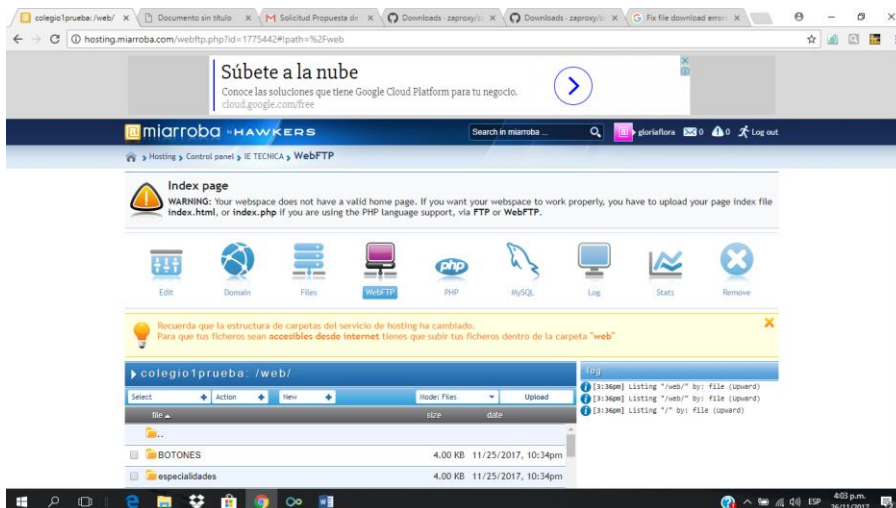 colegio1prueba: /web/
Documento sin título
Solicitud Propuesta de
Downloads · zaproxy/z
Downloads · zaproxy/z
Fix file download error
hosting.miarroba.com/webftp.php?id=1775442#!path=%2Fweb
Súbete a la nube
Conoce las soluciones que tiene Google Cloud Platform para tu negocio.
cloud.google.com/free
miarroba HAWKERS
Search in miarroba ...
gloriaflora 0 0 Log out
Hosting Control panel IE TECNICA WebFTP
Index page
WARNING: Your webspace does not have a valid home page. If you want your webspace to work properly, you have to upload your page index file
index.html, or index.php if you are using the PHP language support, via FTP or WebFTP.
Edit Domain Files WebFTP PHP MySQL Log Stats Remove
Recuerda que la estructura de carpetas del servicio de hosting ha cambiado.
Para que tus ficheros sean accesibles desde internet tienes que subir tus ficheros dentro de la carpeta "web"
colegio1prueba: /web/
Select Action New Mode: Files Upload
file size date
..
BOTONES 4.00 KB 11/25/2017, 10:34pm
especialidades 4.00 KB 11/25/2017, 10:34pm
log
[3:36pm] Listing "/web/" by: file (Upward)
[3:36pm] Listing "/web/" by: file (Upward)
[3:36pm] Listing "/" by: file (Upward)
ESP
4:03 p.m.
26/11/2017